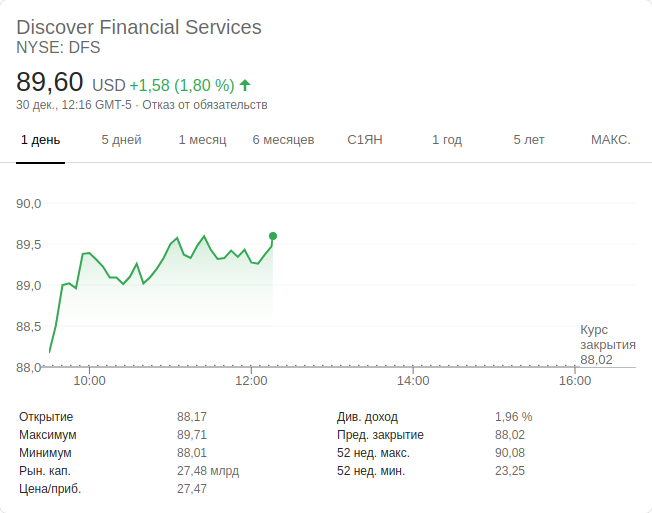 Discover Financial Services
NYSE: DFS
89,60 USD +1,58 (1,80 %)
30 дек., 12:16 GMT-5 · Отказ от обязательств
1 день 5 дней 1 месяц 6 месяцев С1ЯН 1 год 5 лет МАКС.
90,0
89,5
89,0
88,5
88,0
Курс
закрытия
88,02
10:00 12:00 14:00 16:00
Открытие 88,17 Див. доход 1,96 %
Максимум 89,71 Пред. закрытие 88,02
Минимум 88,01 52 нед. макс. 90,08
Рын. кап. 27,48 млрд 52 нед. мин. 23,25
Цена/приб. 27,47